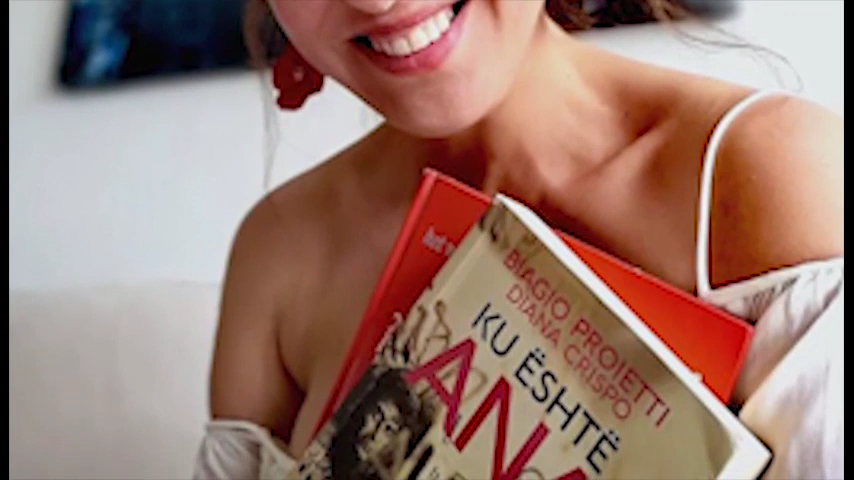 BIAGIO PROIETTI
DIANA CRISPO
KU ËSHTË
ANA